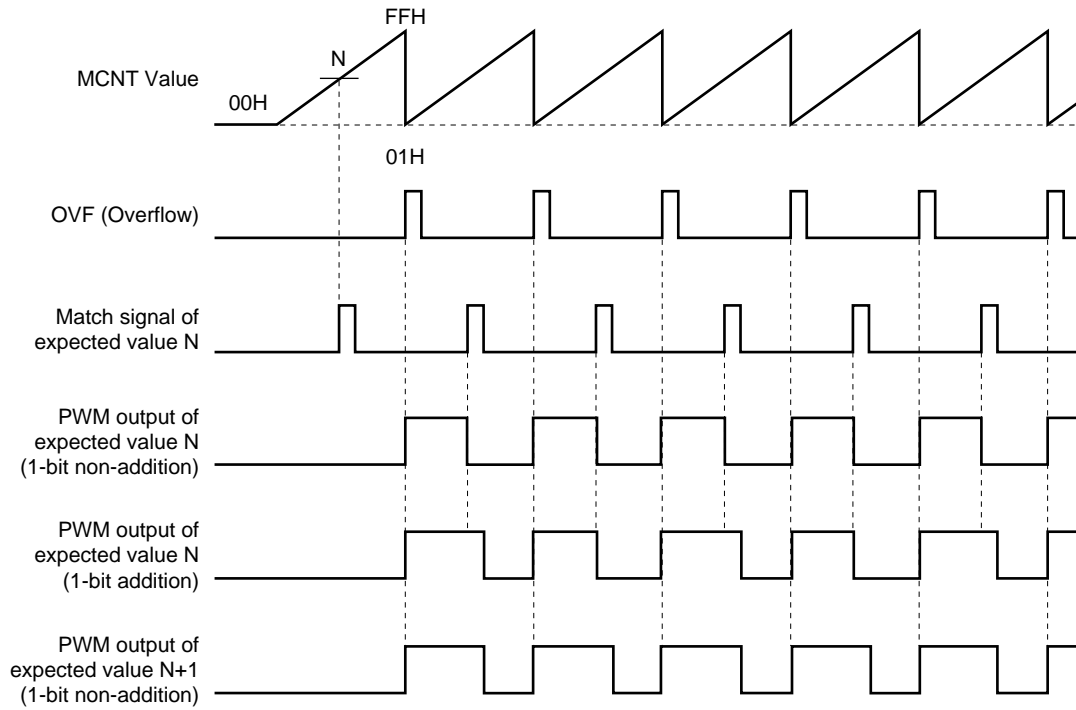 FFH
N
MCNT Value
00H
01H
OVF (Overflow)
Match signal of
expected value N
PWM output of
expected value N
(1-bit non-addition)
PWM output of
expected value N
(1-bit addition)
PWM output of
expected value N+1
(1-bit non-addition)